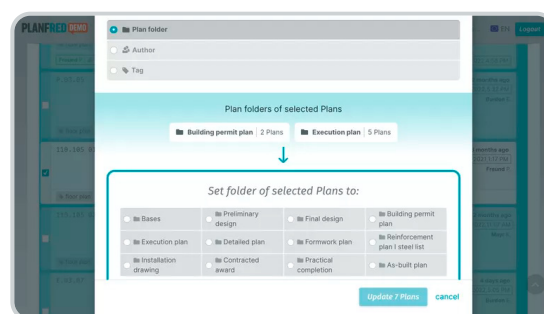 PLANFRED DEMO
EN
Logout
Plan folder
Author
Tag
Plan folders of selected Plans
Building permit plan | 2 Plans
Execution plan | 5 Plans
Set folder of selected Plans to:
Bases
Preliminary design
Final design
Building permit plan
Execution plan
Detailed plan
Formwork plan
Reinforcement plan I steel list
Installation drawing
Contracted award
Practical completion
As-built plan
Update 7 Plans
cancel